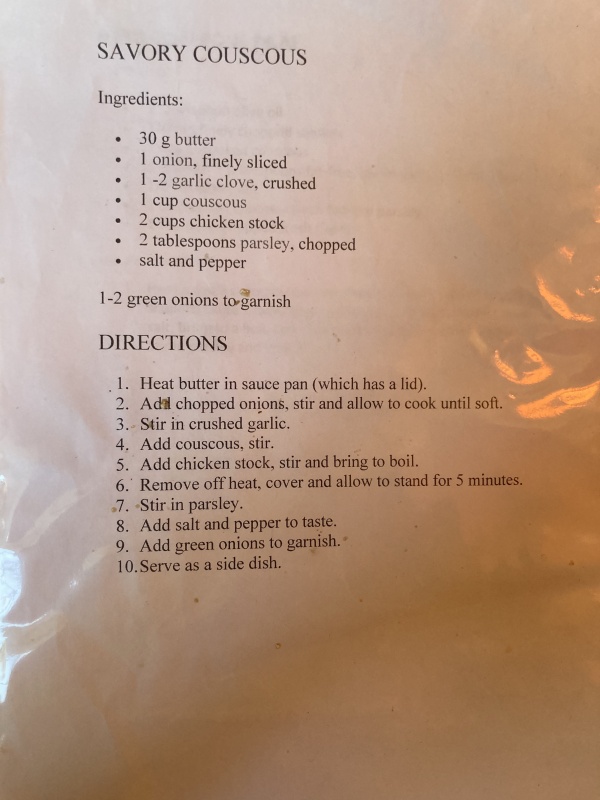 SAVORY COUSCOUS
Ingredients:
• 30 g butter
• 1 onion, finely sliced
• 1 -2 garlic clove, crushed
• 1 cup couscous
• 2 cups chicken stock
• 2 tablespoons parsley, chopped
• salt and pepper
1-2 green onions to garnish
DIRECTIONS
1. Heat butter in sauce pan (which has a lid).
2. Add chopped onions, stir and allow to cook until soft.
3. Stir in crushed garlic.
4. Add couscous, stir.
5. Add chicken stock, stir and bring to boil.
6. Remove off heat, cover and allow to stand for 5 minutes.
7. Stir in parsley.
8. Add salt and pepper to taste.
9. Add green onions to garnish.
10. Serve as a side dish.